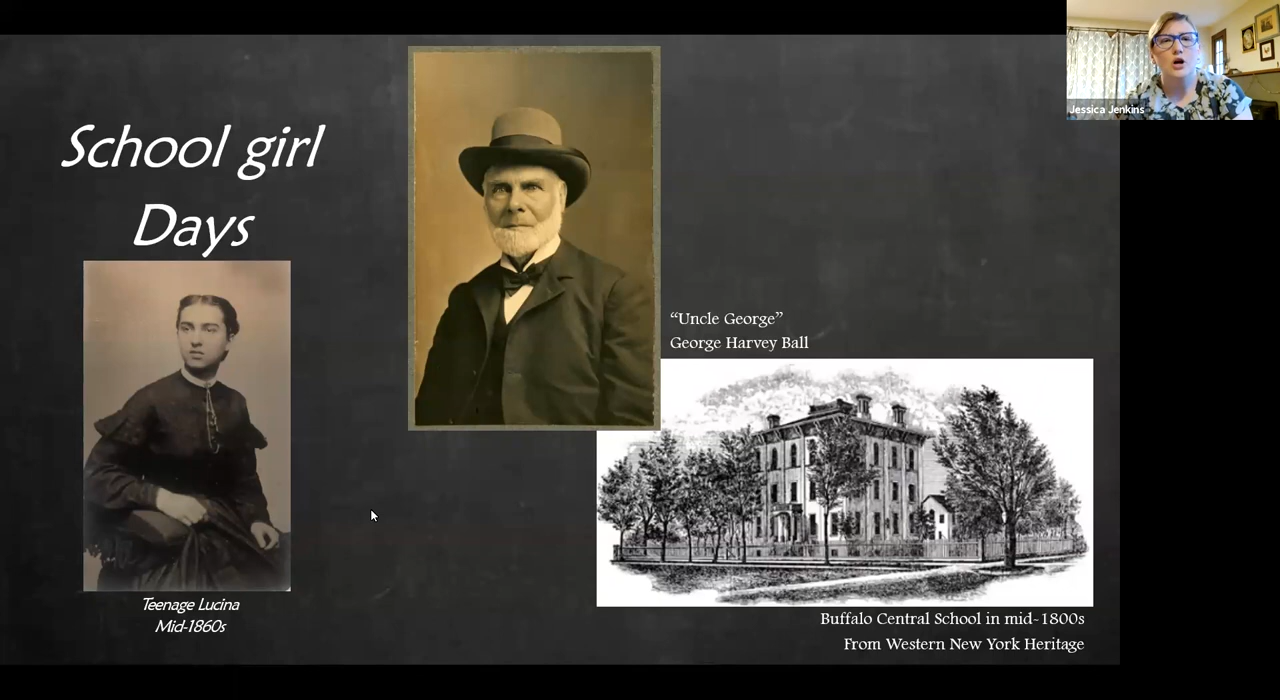 School girl
Days
Teenage Lucina
Mid-1860s
“Uncle George”
George Harvey Ball
Buffalo Central School in mid-1800s
From Western New York Heritage
Jessica Jenkins